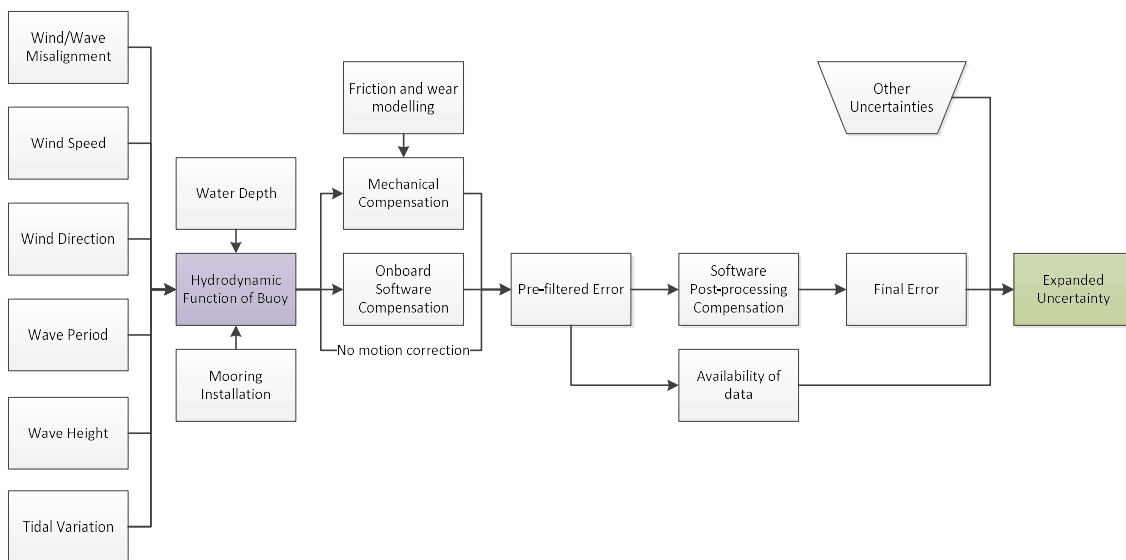 Wind/Wave
Misalignment
Wind Speed
Wind Direction
Wave Period
Wave Height
Tidal Variation
Water Depth
Hydrodynamic
Function of Buoy
Mooring
Installation
Friction and wear
modelling
Mechanical
Compensation
Onboard
Software
Compensation
No motion correction
Pre-filtered Error
Software
Post-processing
Compensation
Availability of
data
Final Error
Other
Uncertainties
Expanded
Uncertainty